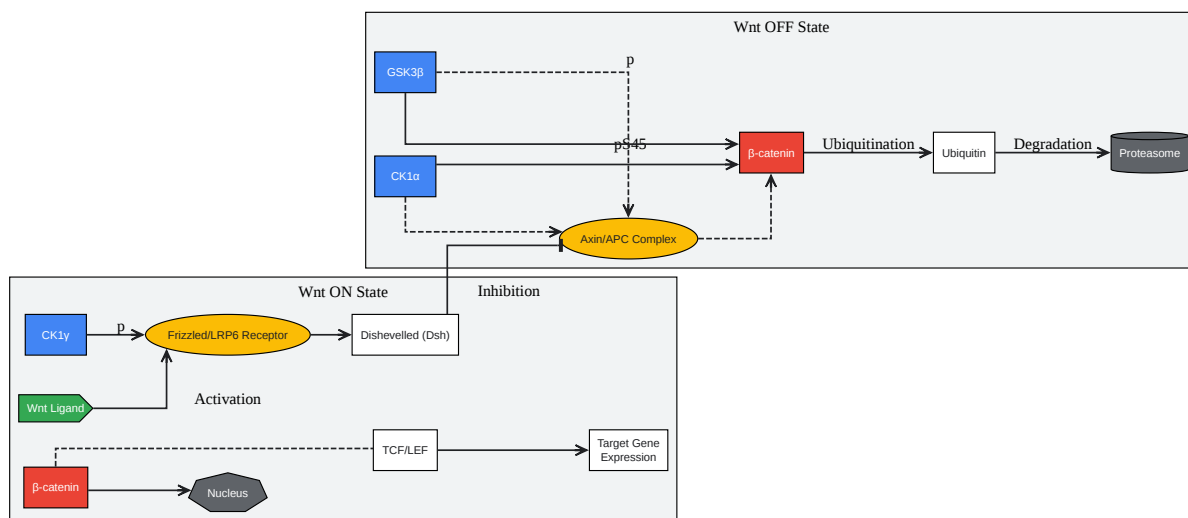 Wnt OFF State
GSK3β
p
pS45
β-catenin
Ubiquitination
Ubiquitin
Degradation
Proteasome
CK1α
Axin/APC Complex
Wnt ON State
Inhibition
CK1γ
p
Frizzled/LRP6 Receptor
Dishevelled (Dsh)
Wnt Ligand
Activation
TCF/LEF
Target Gene
Expression
β-catenin
Nucleus